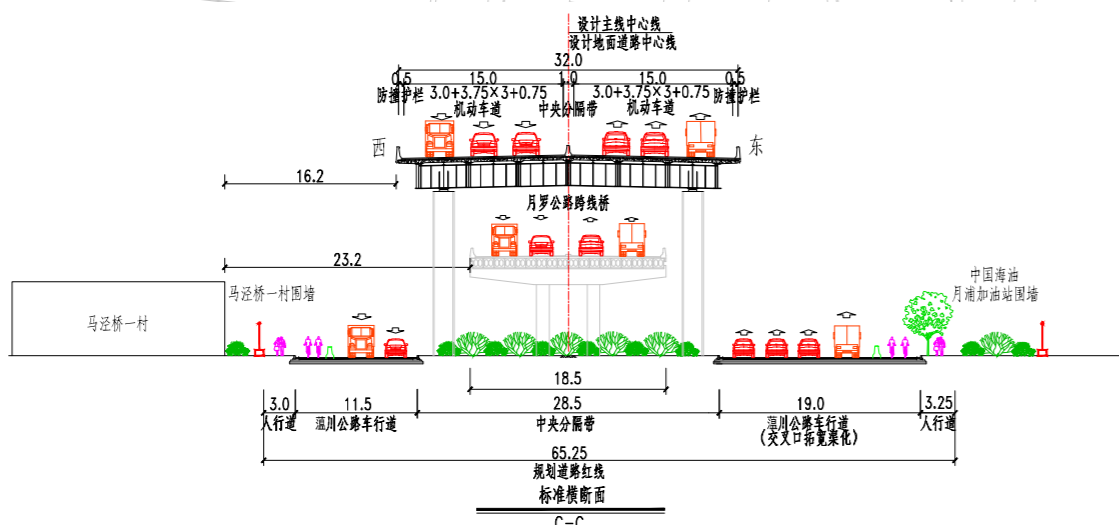 设计主线中心线
设计地面道路中心线
32.0
0.5 15.0 1.0 15.0 0.5
防撞护栏 3.0+3.75×3+0.75 中央分隔带 3.0+3.75×3+0.75 防撞护栏
机动车道 机动车道
西 东
16.2
月罗公路跨线桥
23.2
中国海油
马泾桥一村围墙 月浦加油站围墙
马泾桥一村
18.5
3.0 11.5 28.5 19.0 3.25
人行道 蕰川公路车行道 中央分隔带 蕰川公路车行道 人行道
(交叉口拓宽渠化)
65.25
规划道路红线
标准横断面
C-C